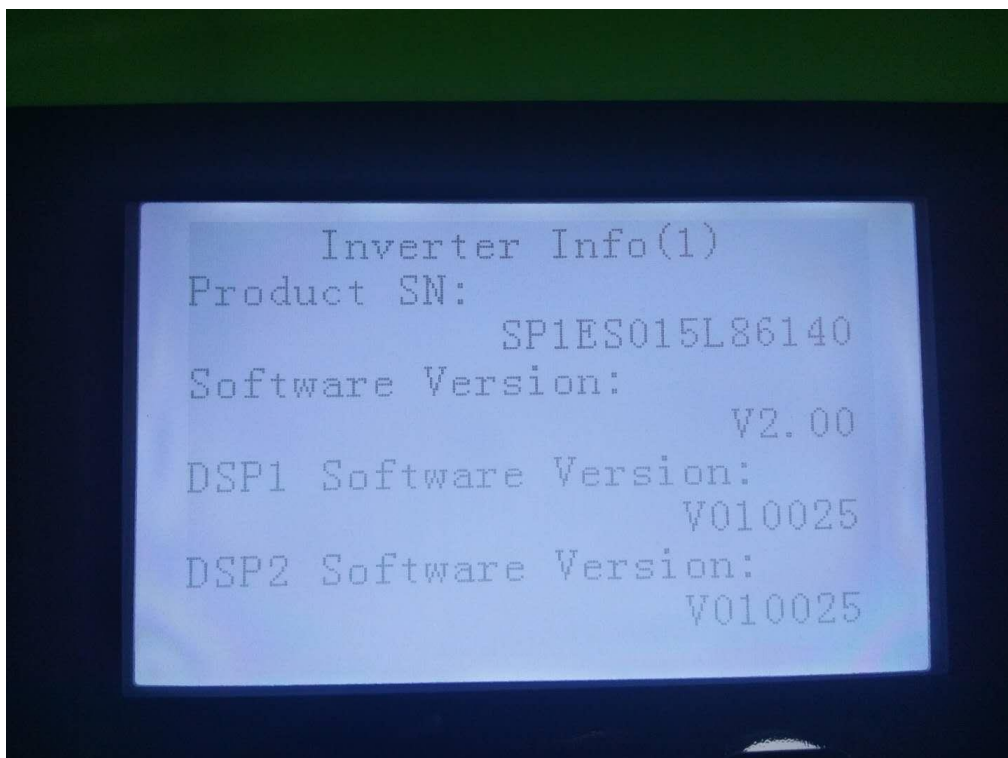 Inverter Info(1)
Product SN:
SP1ES015L86140
Software Version:
V2.00
DSP1 Software Version:
V010025
DSP2 Software Version:
V010025